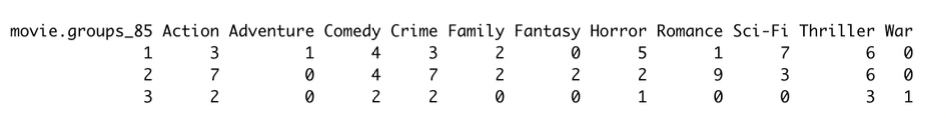 movie.groups_85 Action Adventure Comedy Crime Family Fantasy Horror Romance Sci-Fi Thriller War
1 3 1 4 3 2 0 5 1 7 6 0
2 7 0 4 7 2 2 2 9 3 6 0
3 2 0 2 2 0 0 1 0 0 3 1